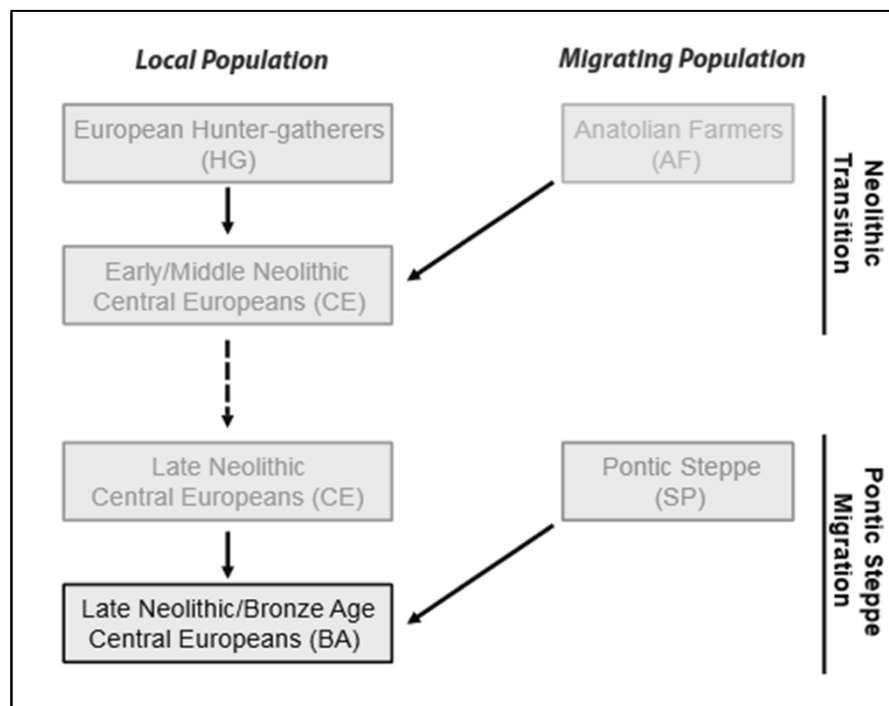 Local Population
Migrating Population
European Hunter-gatherers
(HG)
Anatolian Farmers
(AF)
Neolithic
Transition
Early/Middle Neolithic
Central Europeans (CE)
Late Neolithic
Central Europeans (CE)
Pontic Steppe
(SP)
Pontic Steppe
Migration
Late Neolithic/Bronze Age
Central Europeans (BA)